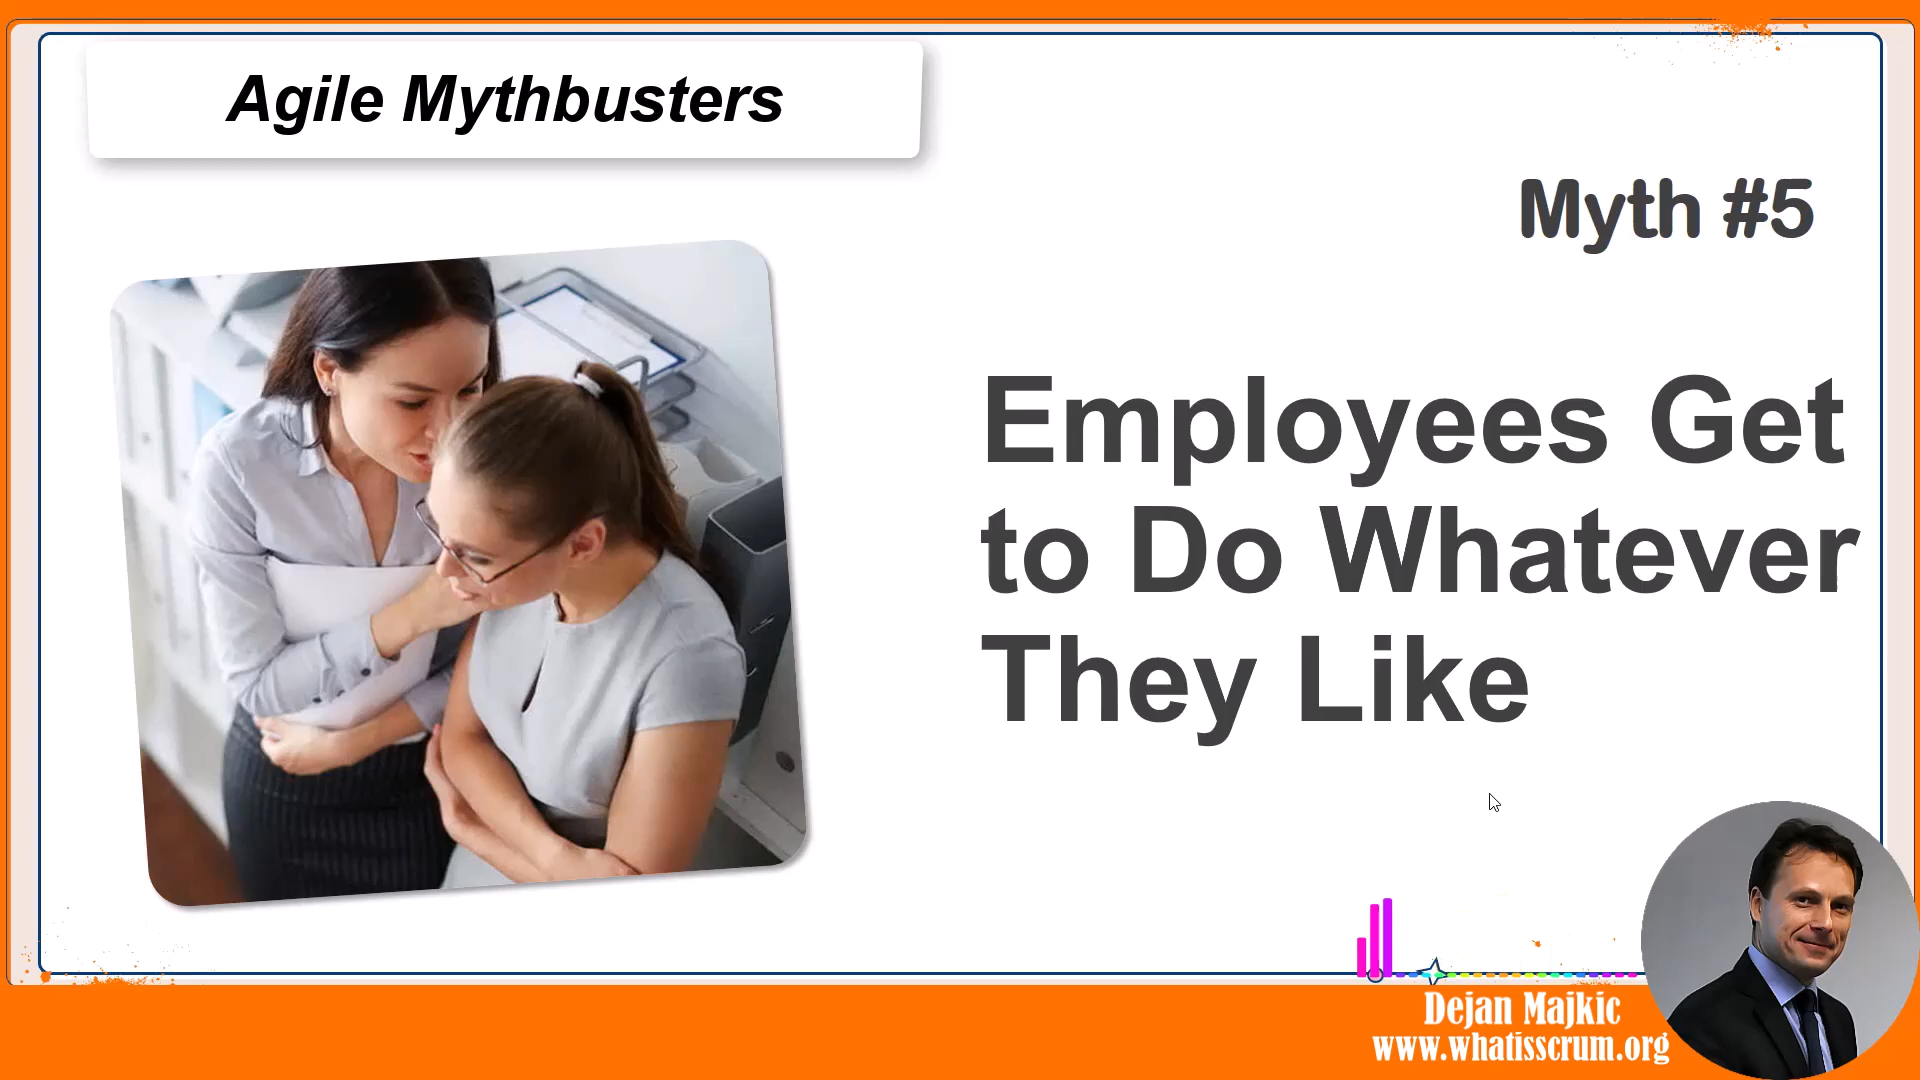 Agile Mythbusters
Myth #5
Employees Get
to Do Whatever
They Like
Dejan Majkic
www.whatisscrum.org